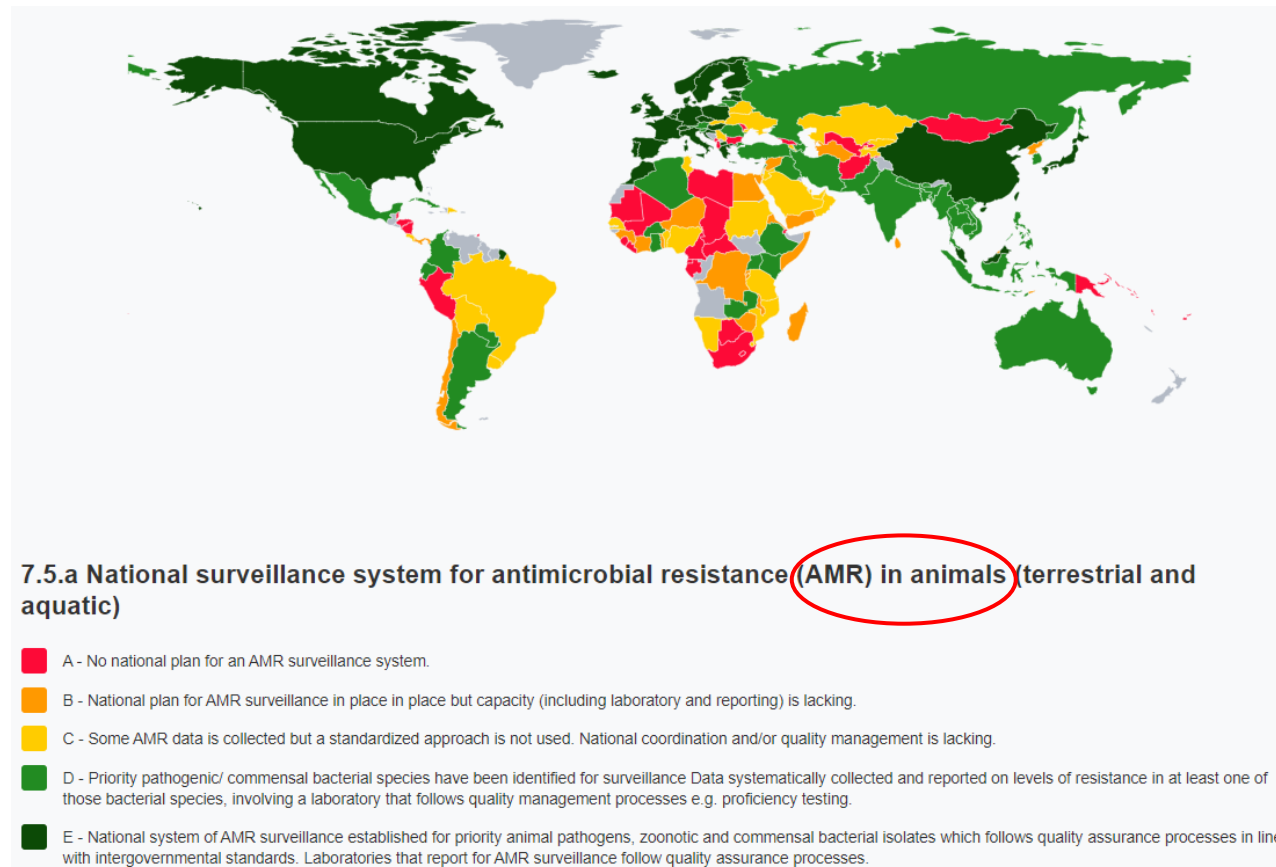 7.5.a National surveillance system for antimicrobial resistance (AMR) in animals (terrestrial and
aquatic)
A - No national plan for an AMR surveillance system.
B - National plan for AMR surveillance in place in place but capacity (including laboratory and reporting) is lacking.
C - Some AMR data is collected but a standardized approach is not used. National coordination and/or quality management is lacking.
D - Priority pathogenic/ commensal bacterial species have been identified for surveillance Data systematically collected and reported on levels of resistance in at least one of
those bacterial species, involving a laboratory that follows quality management processes e.g. proficiency testing.
E - National system of AMR surveillance established for priority animal pathogens, zoonotic and commensal bacterial isolates which follows quality assurance processes in line
with intergovernmental standards. Laboratories that report for AMR surveillance follow quality assurance processes.